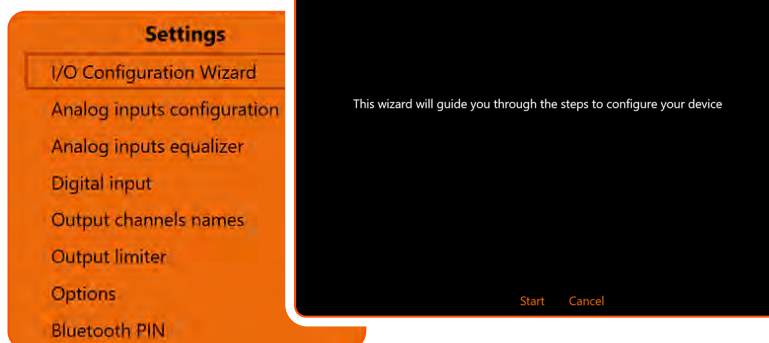 Settings
I/O Configuration Wizard
Analog inputs configuration
Analog inputs equalizer
Digital input
Output channels names
Output limiter
Options
Bluetooth PIN
This wizard will guide you through the steps to configure your device
Start Cancel